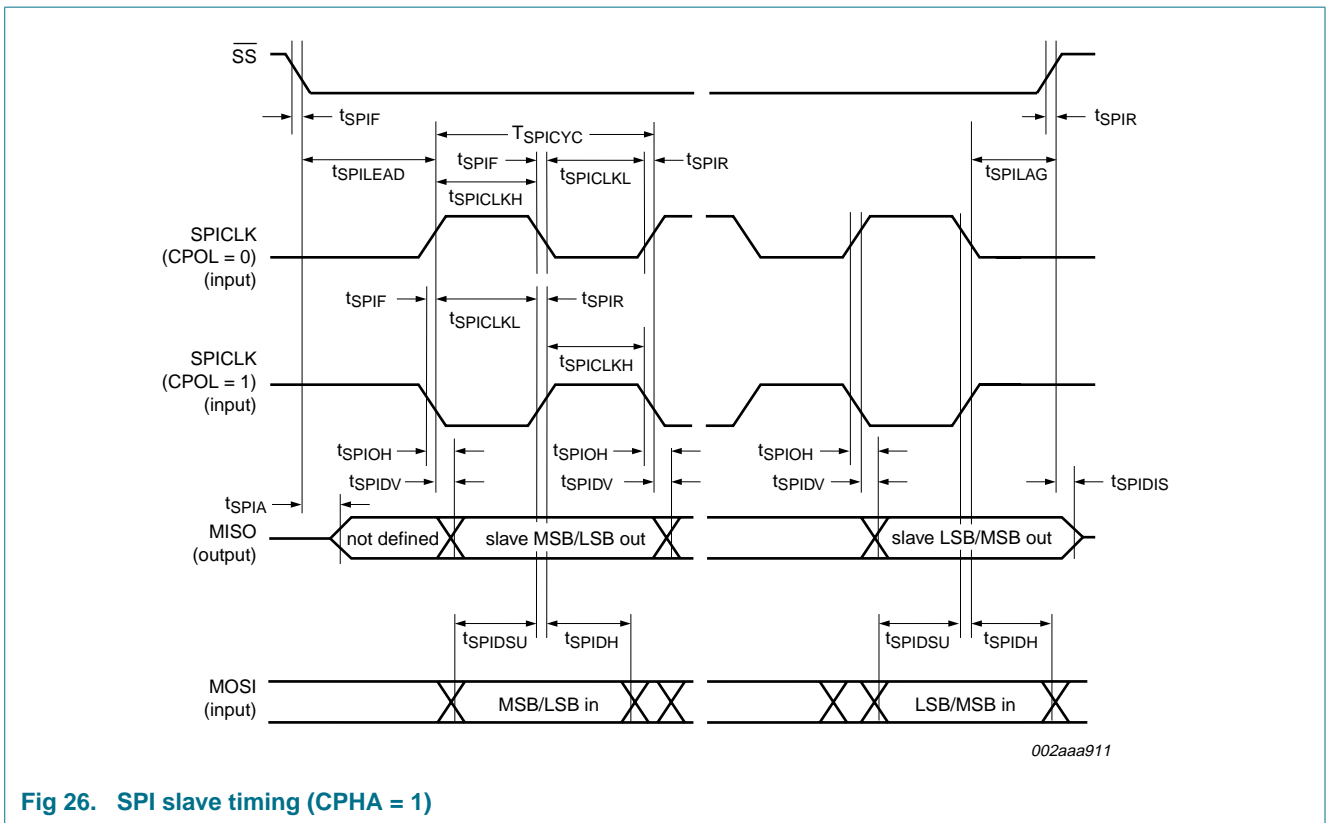 SS
tSPIF
TSPICYC
tSPIR
tSPIF
tSPIR
tSPILEAD
tSPICLKL
tSPILAG
tSPICLKH
SPICLK
(CPOL = 0)
(input)
tSPIF
tSPIR
tSPICLKL
tSPICLKH
SPICLK
(CPOL = 1)
(input)
tSPIOH
tSPIOH
tSPIOH
tSPIDV
tSPIDV
tSPIDV
tSPIDIS
tSPIA
MISO
(output)
not defined
slave MSB/LSB out
slave LSB/MSB out
tSPIDSU
tSPIDH
tSPIDSU
tSPIDH
MOSI
(input)
MSB/LSB in
LSB/MSB in
002aaa911
Fig 26. SPI slave timing (CPHA = 1)